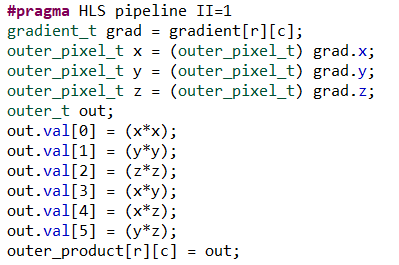 #pragma HLS pipeline II=1
gradient_t grad = gradient[r][c];
outer_pixel_t x = (outer_pixel_t) grad.x;
outer_pixel_t y = (outer_pixel_t) grad.y;
outer_pixel_t z = (outer_pixel_t) grad.z;
outer_t out;
out.val[0] = (x*x);
out.val[1] = (y*y);
out.val[2] = (z*z);
out.val[3] = (x*y);
out.val[4] = (x*z);
out.val[5] = (y*z);
outer_product[r][c] = out;